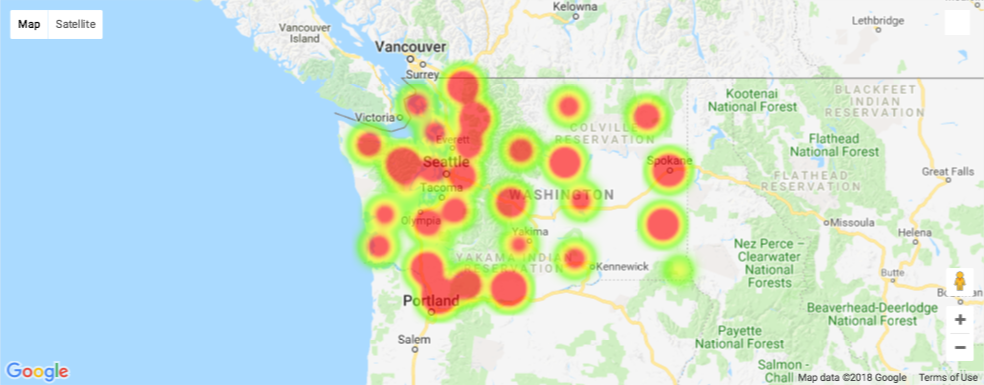 Map Satellite
Kelowna
Lethbridge
Vancouver
Island
Vancouver
Surrey
Kootenai
National Forest
BLACKFEET
INDIAN
RESERVATION
Victoria
COLVILLE
RESERVATION
Everett
Flathead
National Forest
Seattle
Spokane
FLATHEAD
RESERVATION
Great Falls
Tacoma
WASHINGTON
Olympia
Missoula
Yakima
Helena
YAKAMA INDIAN
RESERVATION
Kennewick
Nez Perce –
Clearwater
National
Forests
Butte
Portland
Beaverhead-Deerlodge
National Forest
Salem
Payette
National Forest
Salmon -
Chall
Google
Map data ©2018 Google Terms of Use